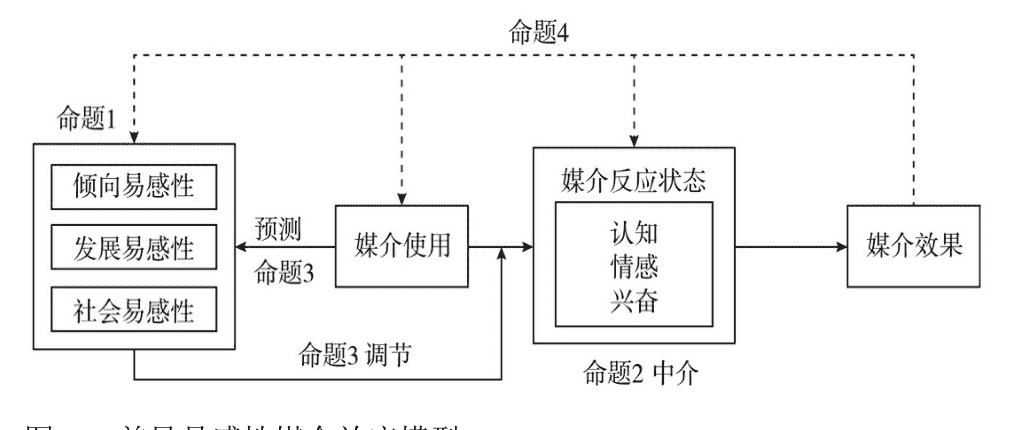 命题4
命题1
倾向易感性
发展易感性
社会易感性
预测
命题3
媒介使用
媒介反应状态
认知
情感
兴奋
媒介效果
命题3 调节
命题2 中介